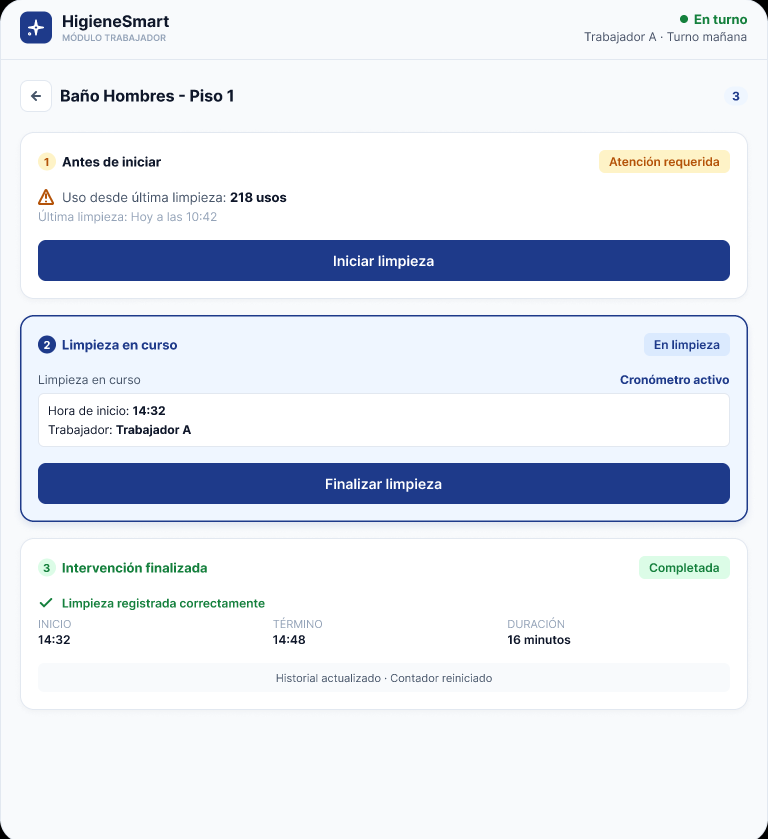 HigieneSmart
MÓDULO TRABAJADOR
En turno
Trabajador A · Turno mañana
Baño Hombres - Piso 1
3
1 Antes de iniciar
Atención requerida
Uso desde última limpieza: 218 usos
Última limpieza: Hoy a las 10:42
Iniciar limpieza
2 Limpieza en curso
En limpieza
Limpieza en curso
Cronómetro activo
Hora de inicio: 14:32
Trabajador: Trabajador A
Finalizar limpieza
3 Intervención finalizada
Completada
Limpieza registrada correctamente
INICIO TÉRMINO DURACIÓN
14:32 14:48 16 minutos
Historial actualizado · Contador reiniciado